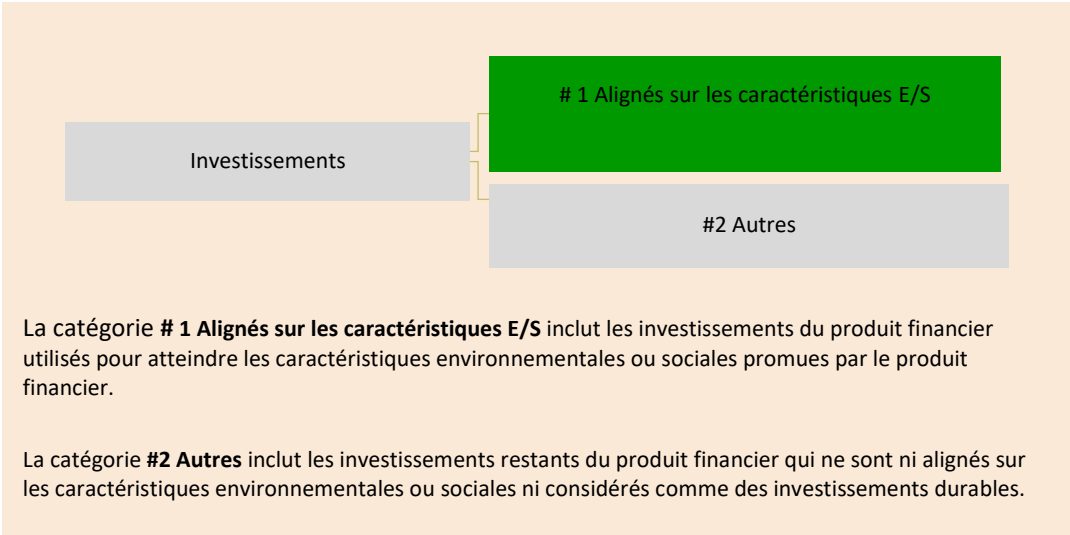 # 1 Alignés sur les caractéristiques E/S
Investissements
#2 Autres
La catégorie # 1 Alignés sur les caractéristiques E/S inclut les investissements du produit financier
utilisés pour atteindre les caractéristiques environnementales ou sociales promues par le produit
financier.
La catégorie #2 Autres inclut les investissements restants du produit financier qui ne sont ni alignés sur
les caractéristiques environnementales ou sociales ni considérés comme des investissements durables.